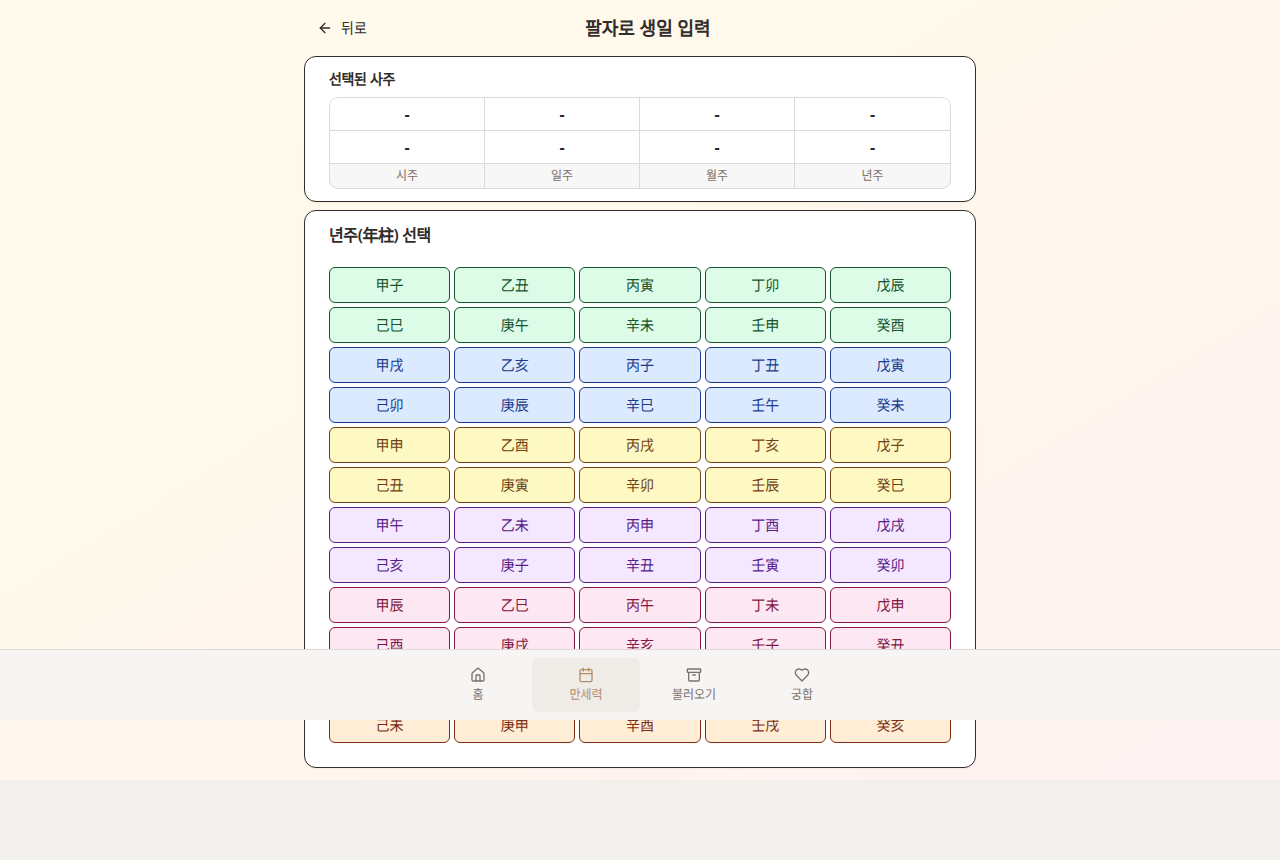 뒤로
팔자로 생일 입력
선택된 사주
- - - -
- - - -
시주 일주 월주 년주
년주(年柱) 선택
甲子 乙丑 丙寅 丁卯 戊辰
己巳 庚午 辛未 壬申 癸酉
甲戌 乙亥 丙子 丁丑 戊寅
己卯 庚辰 辛巳 壬午 癸未
甲申 乙酉 丙戌 丁亥 戊子
己丑 庚寅 辛卯 壬辰 癸巳
甲午 乙未 丙申 丁酉 戊戌
己亥 庚子 辛丑 壬寅 癸卯
甲辰 乙巳 丙午 丁未 戊申
己酉 庚戌 辛亥 壬子 癸丑
홈 만세력 불러오기 궁합
己未 庚申 辛酉 壬戌 癸亥